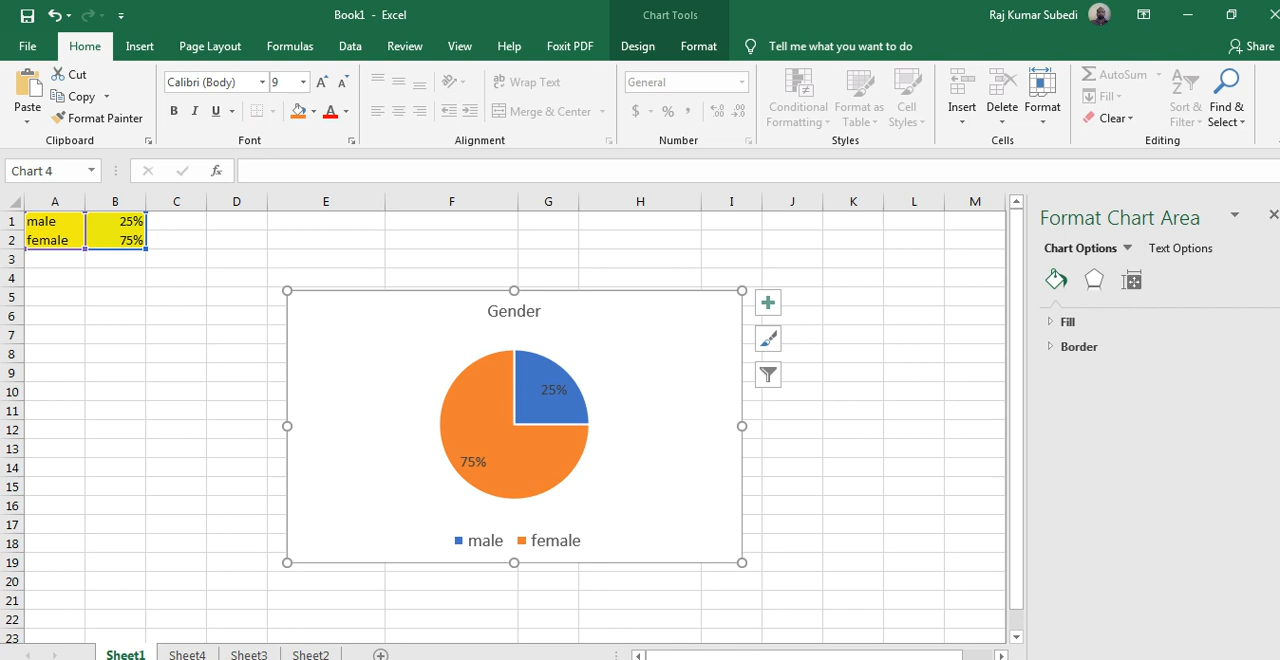 Book1 - Excel
Chart Tools
Raj Kumar Subedi
File Home Insert Page Layout Formulas Data Review View Help Foxit PDF Design Format Tell me what you want to do Share
Paste
Cut
Copy
Format Painter
Clipboard
Calibri (Body) 9
A A
B I U A
Font
ab Wrap Text
Merge & Center
Alignment
General
$ % ,
Number
Conditional Formatting
Format as Table
Cell Styles
Styles
Insert Delete Format
Cells
AutoSum
Fill
Clear
Sort & Filter
Find & Select
Editing
Chart 4
fx
A B C D E F G H I J K L M
1 male 25%
2 female 75%
3
4
5
6
7
8
9
10
11
12
13
14
15
16
17
18
19
20
21
22
23
Gender
25%
75%
male female
Format Chart Area
Chart Options Text Options
Fill
Border
Sheet1 Sheet4 Sheet3 Sheet2